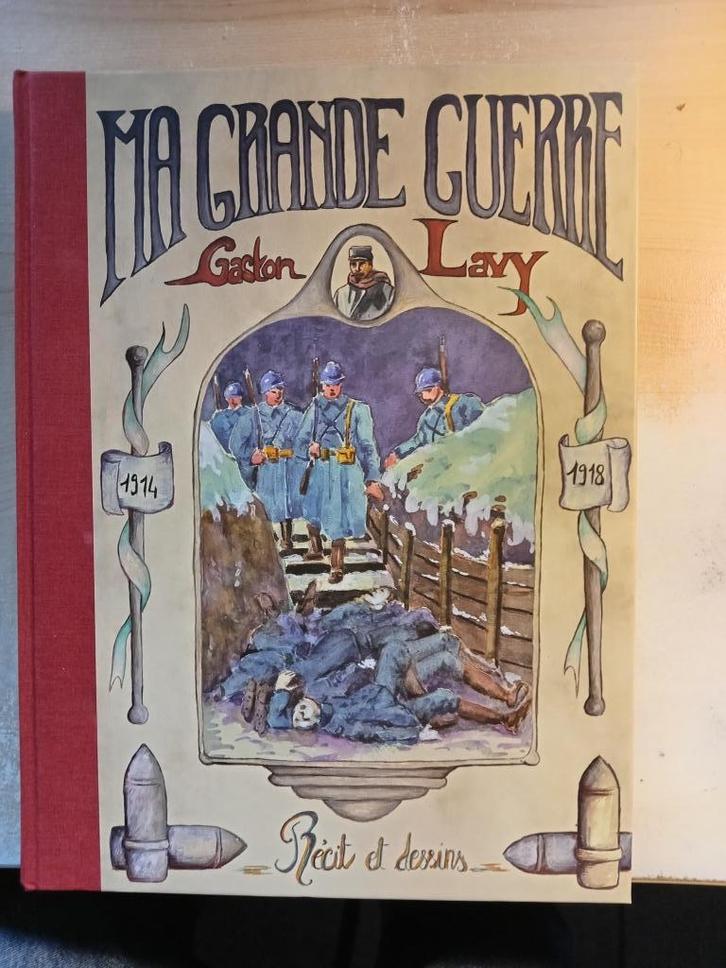 MA GRANDE GUERRE
Gaston Lavy
1914
1918
Récit et dessins